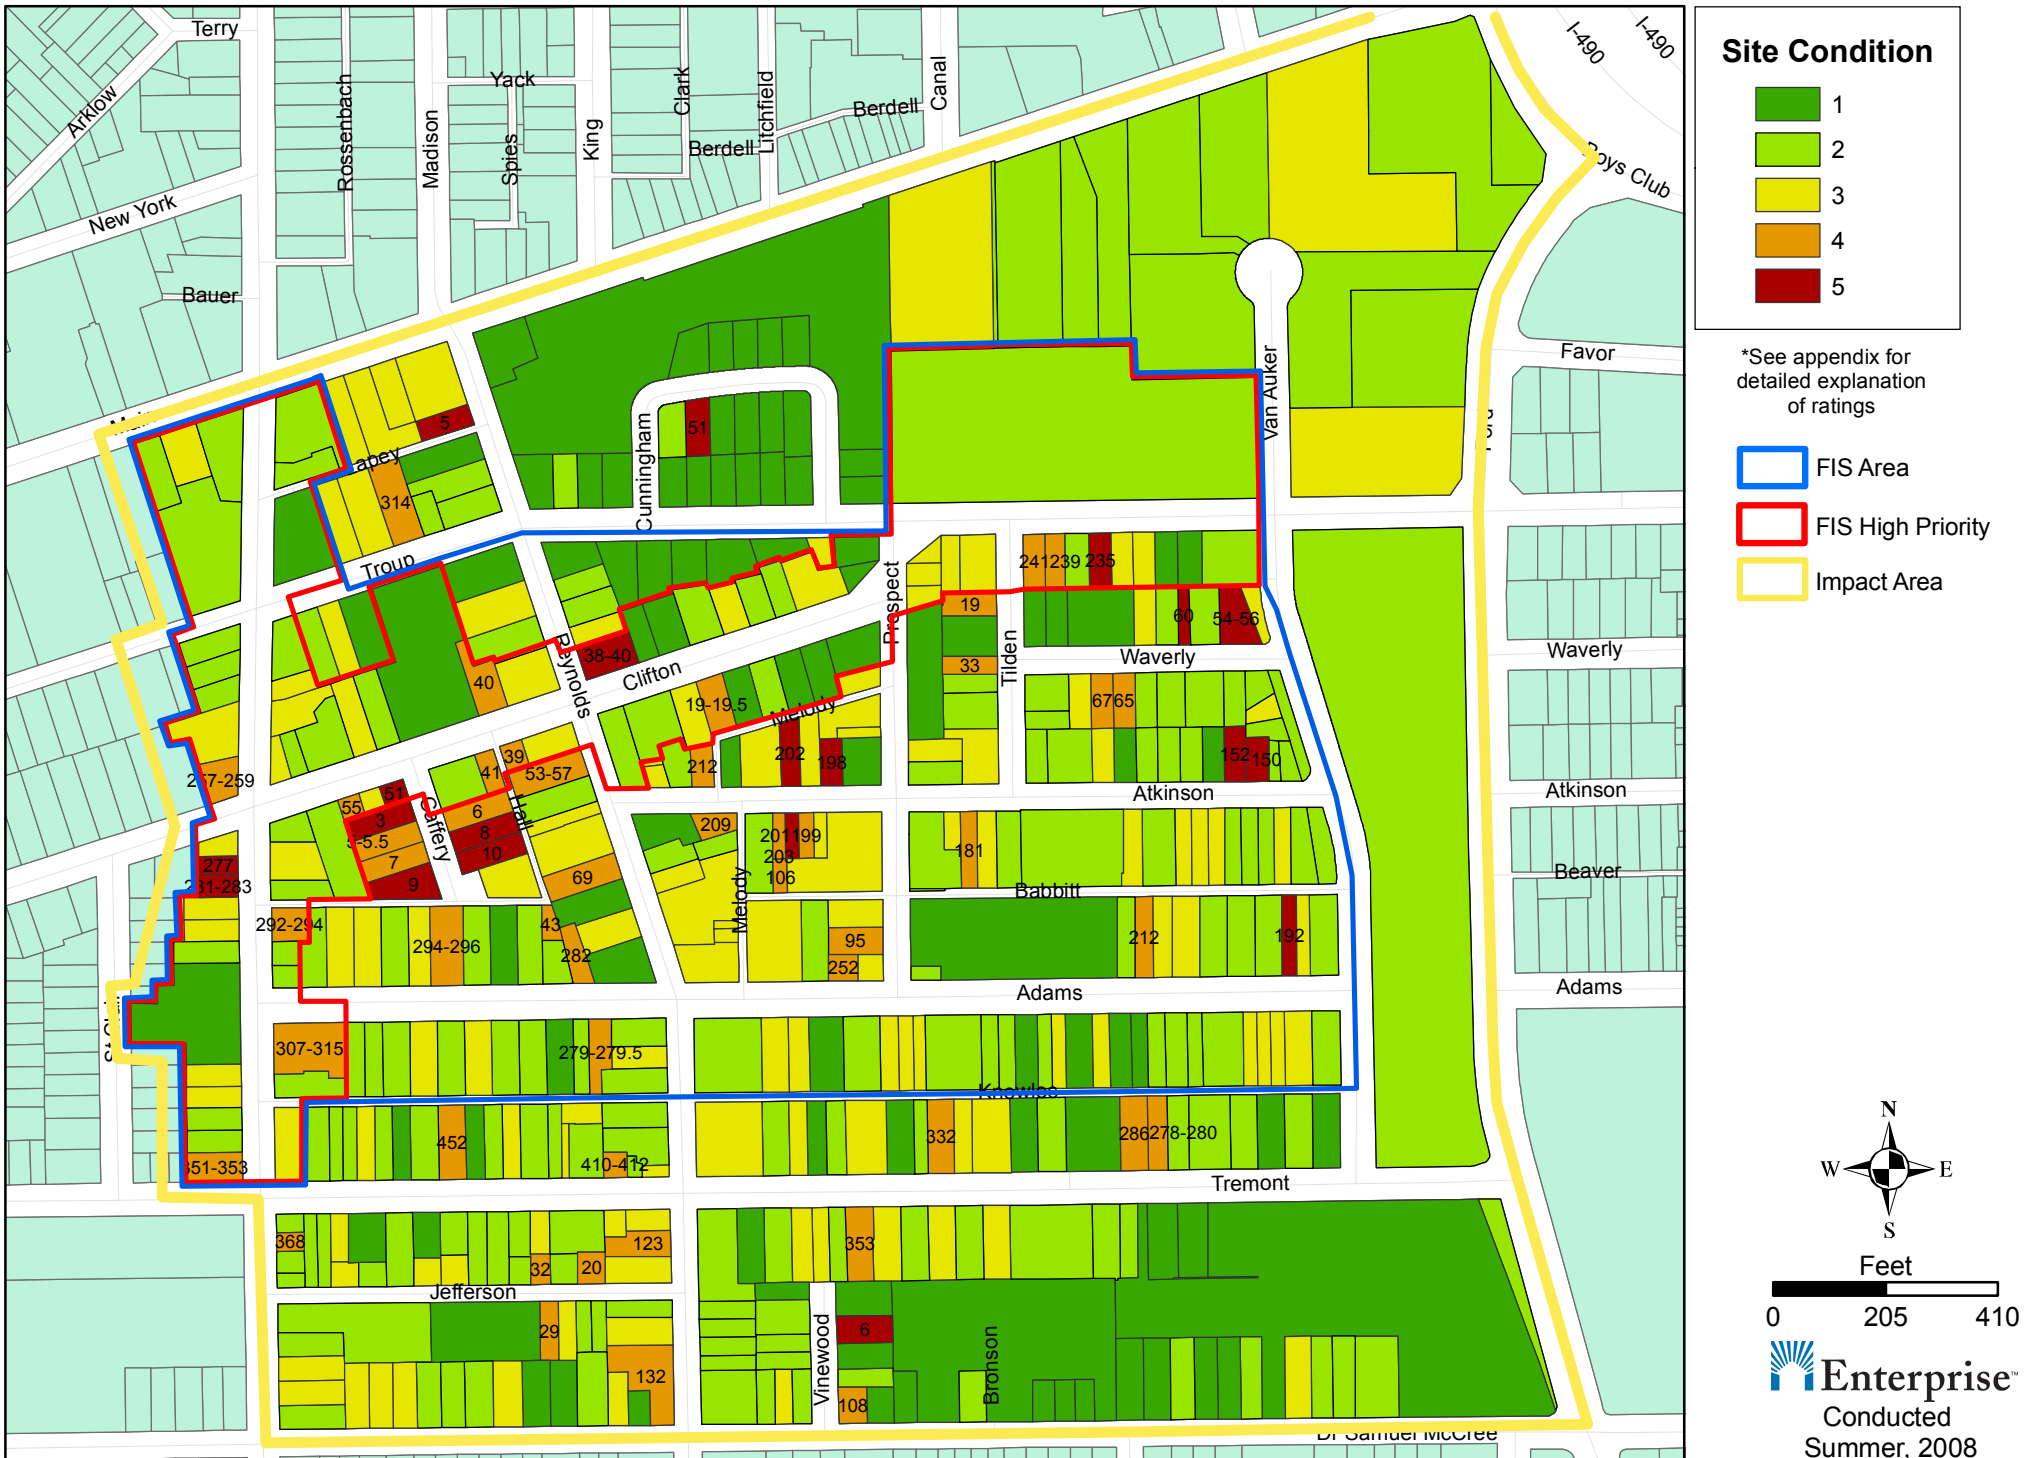 Terry
Arklow
New York
Bauer
Rossenbach
Madison
Yack
Spies
King
Clark
Berdell
Litchfield
Berdell
Canal
I-490
I-490
Boys Club
Favor
Van Auker
Cunningham
51
5
314
Troup
Prospect
241
239
235
19
33
Tilden
60
54-56
Waverly
Waverly
38-40
Reynolds
Clifton
40
19-19.5
Melody
67
65
152
150
212
202
198
257-259
39
41
53-57
Hall
Caffery
55
51
3
5-5.5
7
9
6
8
10
69
Atkinson
Atkinson
209
201
199
203
106
181
277
281-283
Babbitt
Beaver
292-294
294-296
43
282
Melody
95
252
212
192
Adams
Adams
307-315
279-279.5
Knowles
351-353
452
410-412
332
286
278-280
Tremont
368
32
20
123
353
Jefferson
29
132
Vinewood
6
108
Bronson
Dr Samuel McCree
Site Condition
1
2
3
4
5
*See appendix for
detailed explanation
of ratings
FIS Area
FIS High Priority
Impact Area
N
W E
S
Feet
0 205 410
Enterprise™
Conducted
Summer, 2008